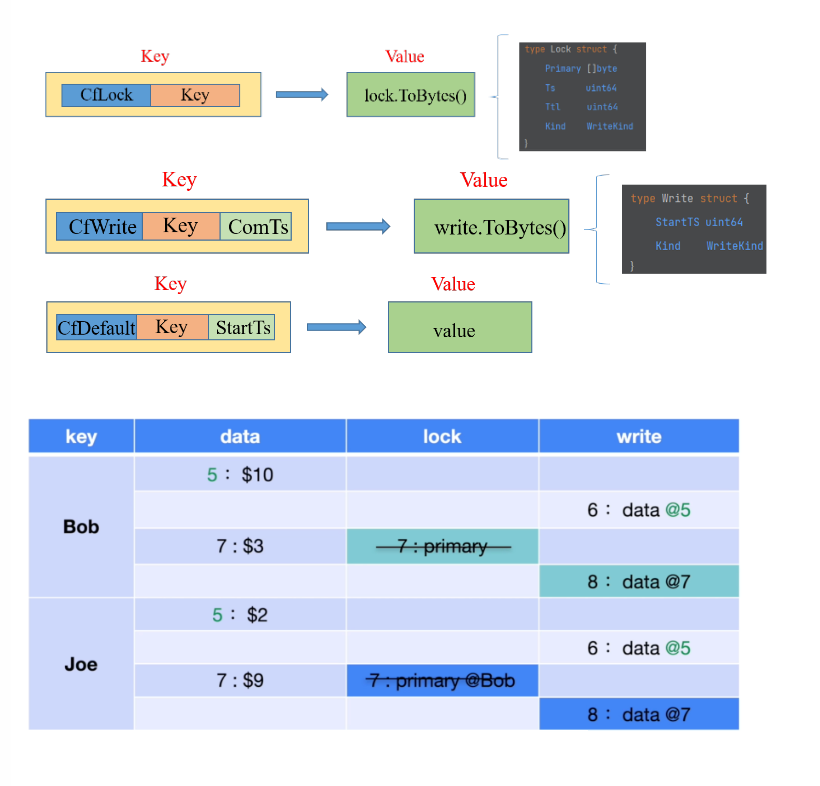 Key
Value
CfLock Key
lock.ToBytes()
type Lock struct {
Primary []byte
Ts uint64
Ttl uint64
Kind WriteKind
}
Key
Value
CfWrite Key ComTs
write.ToBytes()
type Write struct {
StartTS uint64
Kind WriteKind
}
Key
Value
CfDefault Key StartTs
value
key data lock write
Bob
5： $10
6： data @5
7 : $3 7 : primary
8： data @7
Joe
5： $2
6： data @5
7 : $9 7 : primary @Bob
8： data @7